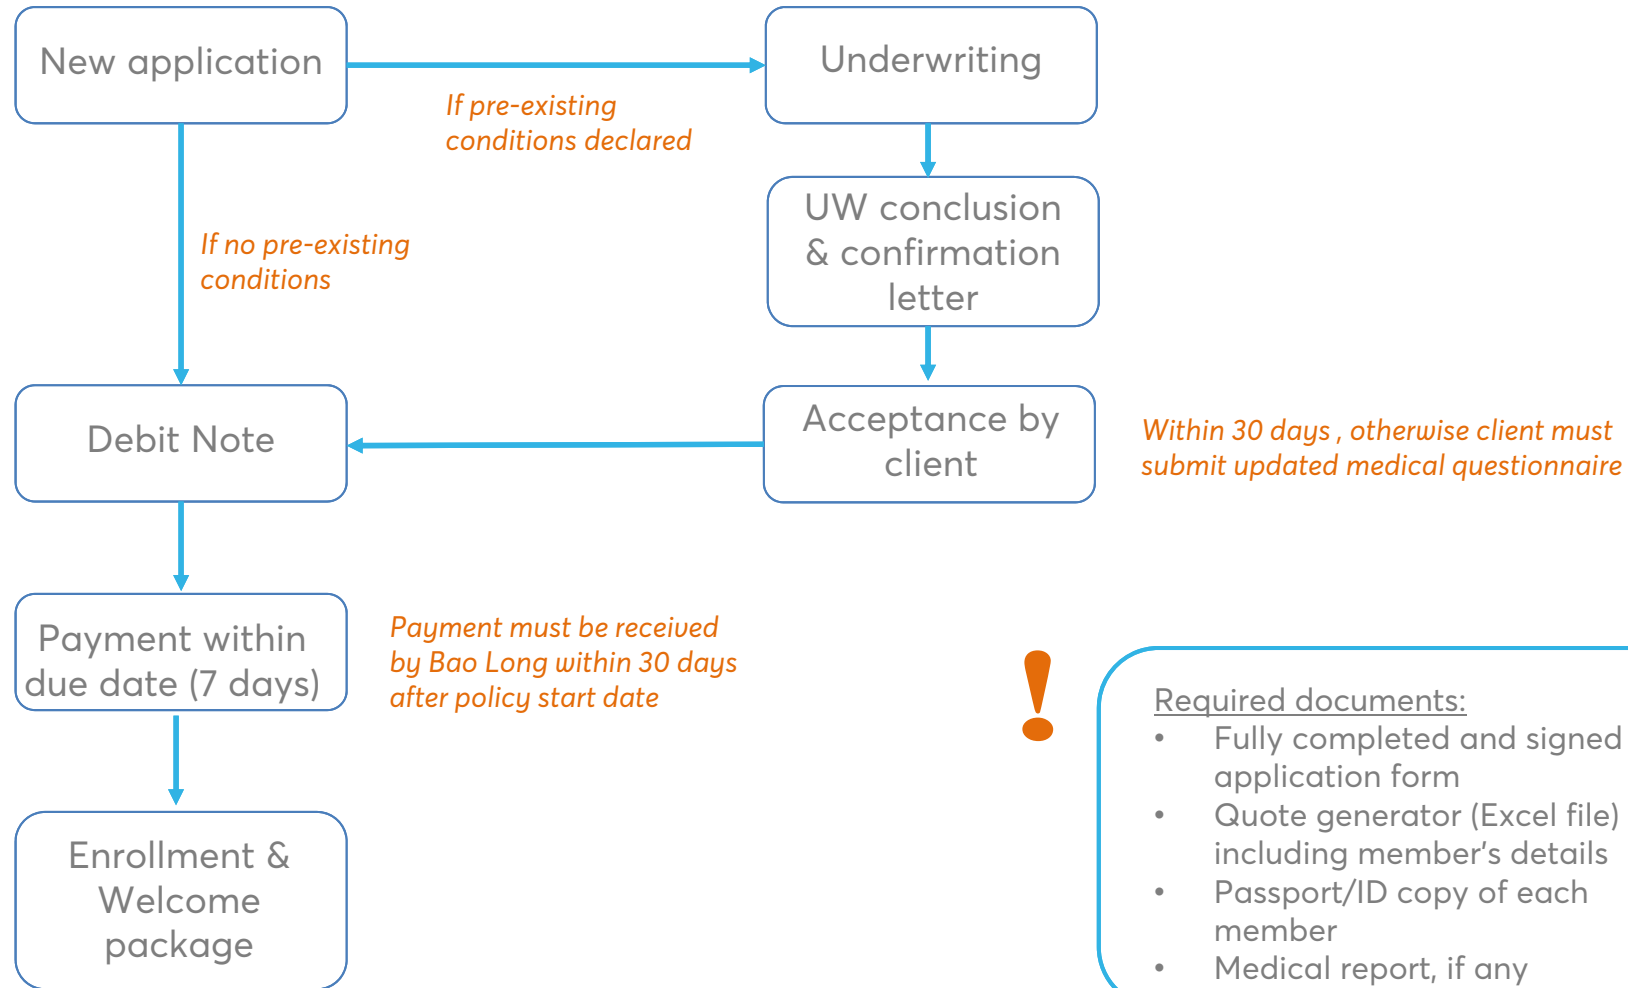 New application
Underwriting
If pre-existing
conditions declared
If no pre-existing
conditions
UW conclusion
& confirmation
letter
Debit Note
Acceptance by
client
Within 30 days , otherwise client must
submit updated medical questionnaire
Payment within
due date (7 days)
Payment must be received
by Bao Long within 30 days
after policy start date
Enrollment &
Welcome
package
!
Required documents:
• Fully completed and signed
application form
• Quote generator (Excel file)
including member's details
• Passport/ID copy of each
member
• Medical report, if any